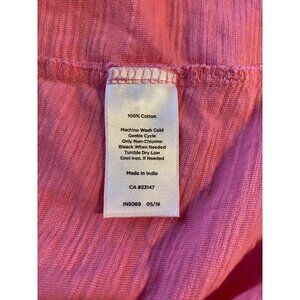 100% Cotton
Machine Wash Cold
Gentle Cycle
Only Non-Chlorine
Bleach When Needed
Tumble Dry Low
Cool Iron, if Needed
Made in India
CA #23147
IN5069 05/18